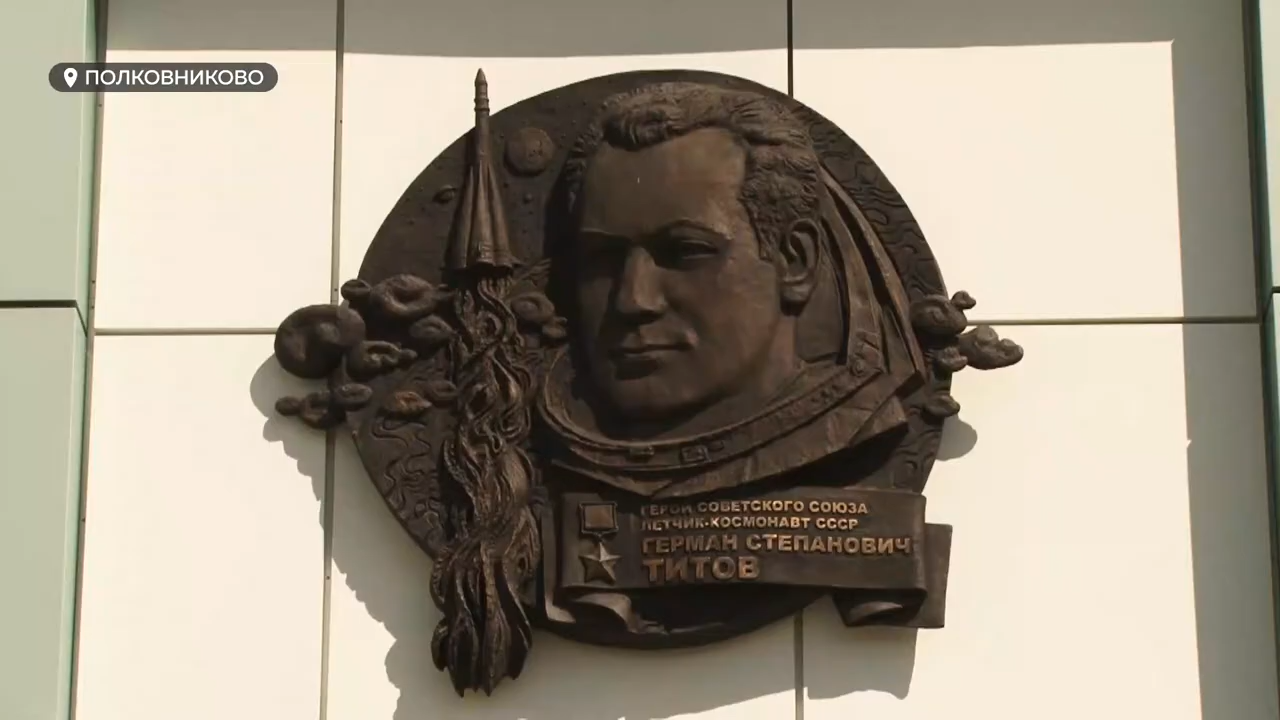 ПОЛКОВНИКОВО
ГЕРОЙ СОВЕТСКОГО СОЮЗА
ЛЕТЧИК-КОСМОНАВТ СССР
ГЕРМАН СТЕПАНОВИЧ
ТИТОВ